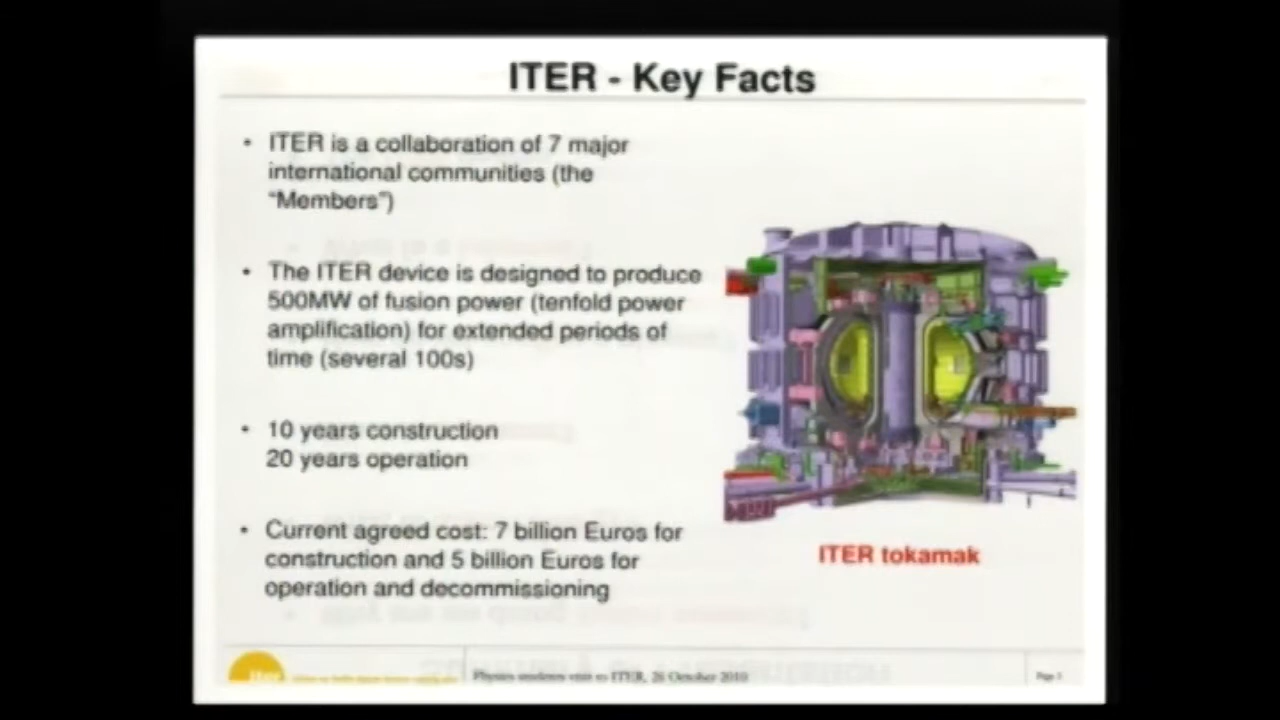 ITER - Key Facts
• ITER is a collaboration of 7 major
international communities (the
“Members”)
• The ITER device is designed to produce
500MW of fusion power (tenfold power
amplification) for extended periods of
time (several 100s)
• 10 years construction
20 years operation
• Current agreed cost: 7 billion Euros for
construction and 5 billion Euros for
operation and decommissioning
ITER tokamak
Physics students visit to ITER, 26 October 2010